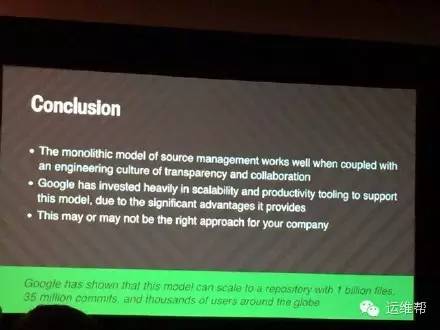 Conclusion
• The monolithic model of source management works well when coupled with
an engineering culture of transparency and collaboration
• Google has invested heavily in scalability and productivity tooling to support
this model, due to the significant advantages it provides
• This may or may not be the right approach for your company
Google has shown that this model can scale to a repository with 1 billion files,
35 million commits, and thousands of users around the globe
运维帮